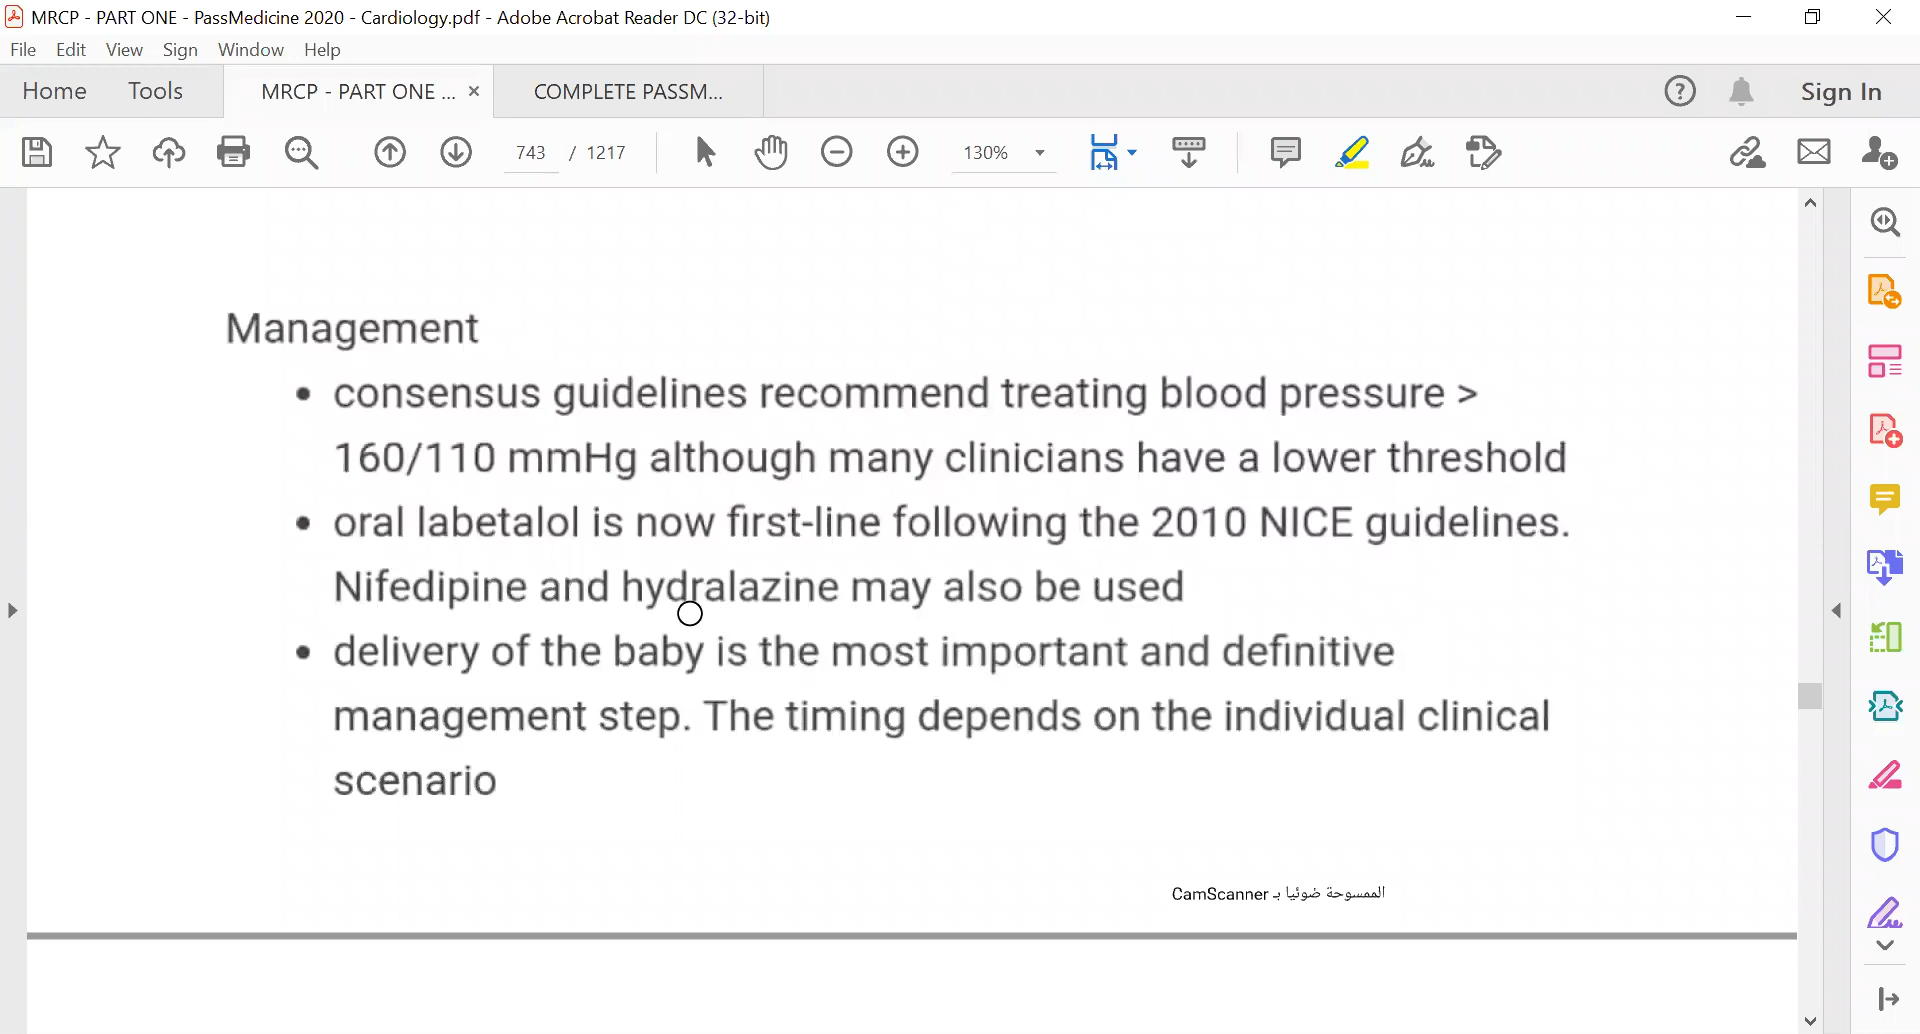 MRCP - PART ONE - PassMedicine 2020 - Cardiology.pdf - Adobe Acrobat Reader DC (32-bit)
File Edit View Sign Window Help
Home Tools MRCP - PART ONE ... × COMPLETE PASSM... Sign In
743 / 1217 130%
Management
• consensus guidelines recommend treating blood pressure >
160/110 mmHg although many clinicians have a lower threshold
• oral labetalol is now first-line following the 2010 NICE guidelines.
Nifedipine and hydralazine may also be used
• delivery of the baby is the most important and definitive
management step. The timing depends on the individual clinical
scenario
الممسوحة ضوئيا بـ CamScanner